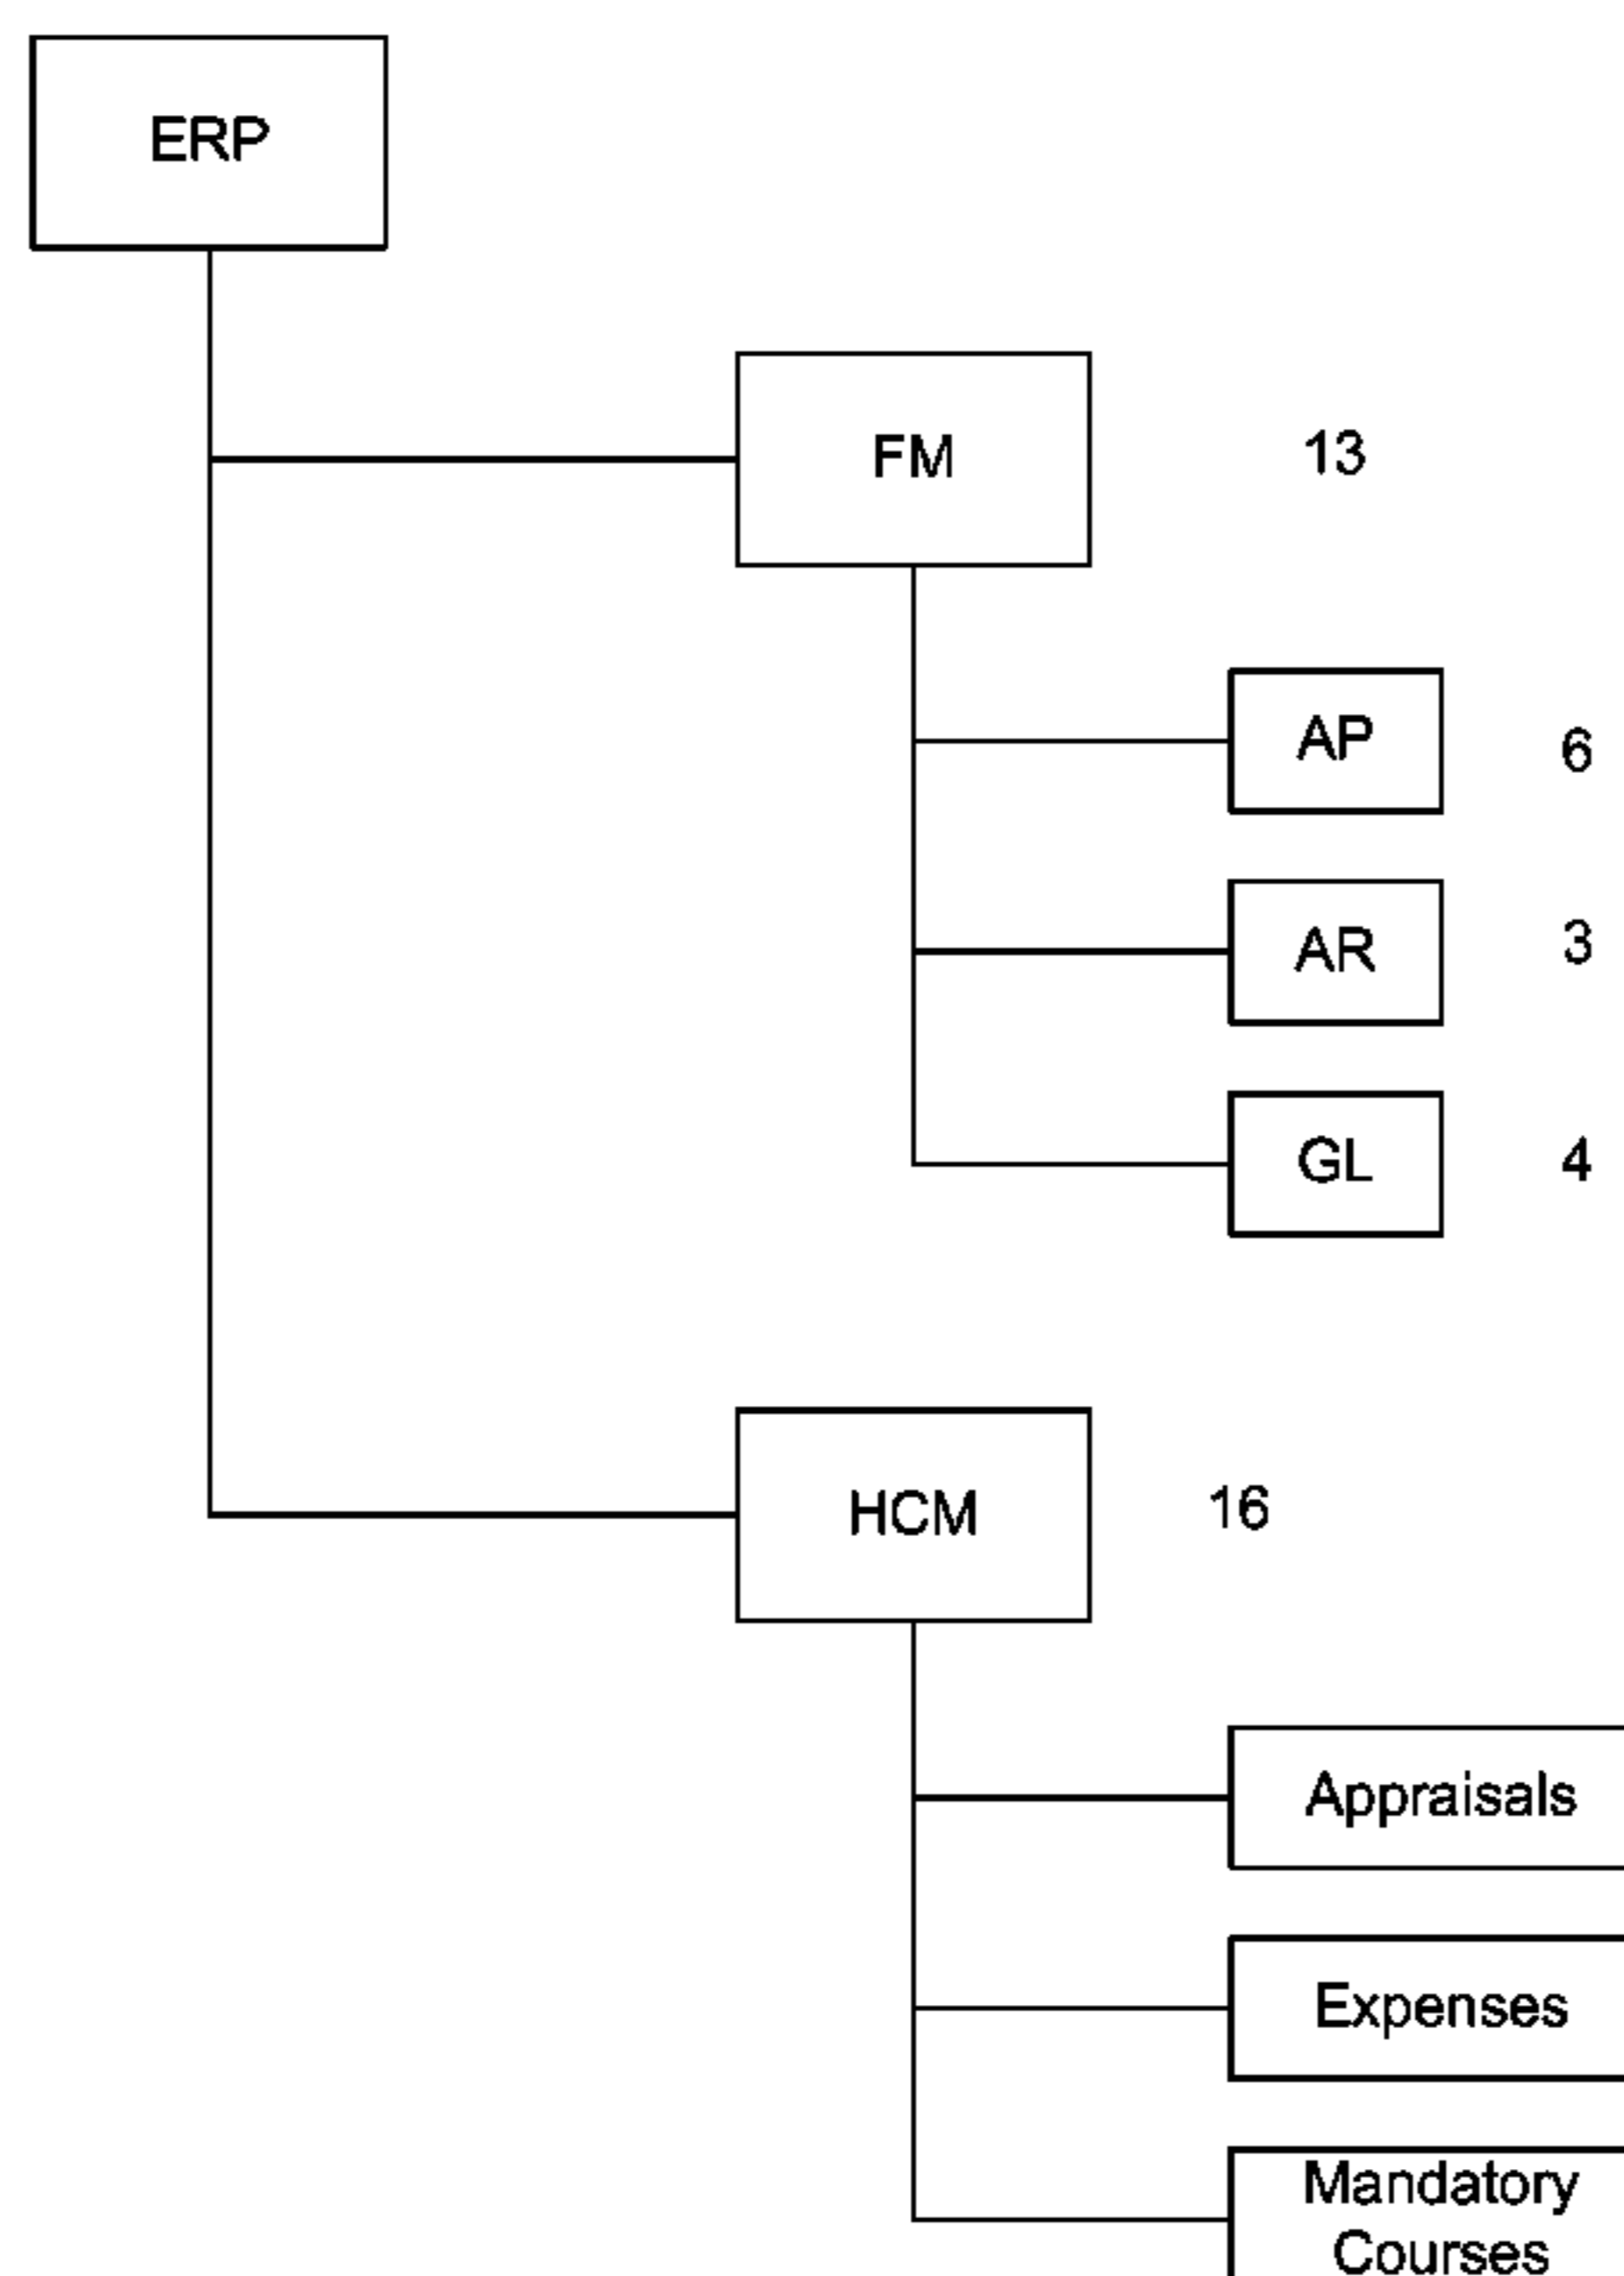 ERP
FM
13
AP
6
AR
3
GL
4
HCM
16
Appraisals
Expenses
Mandatory
Courses